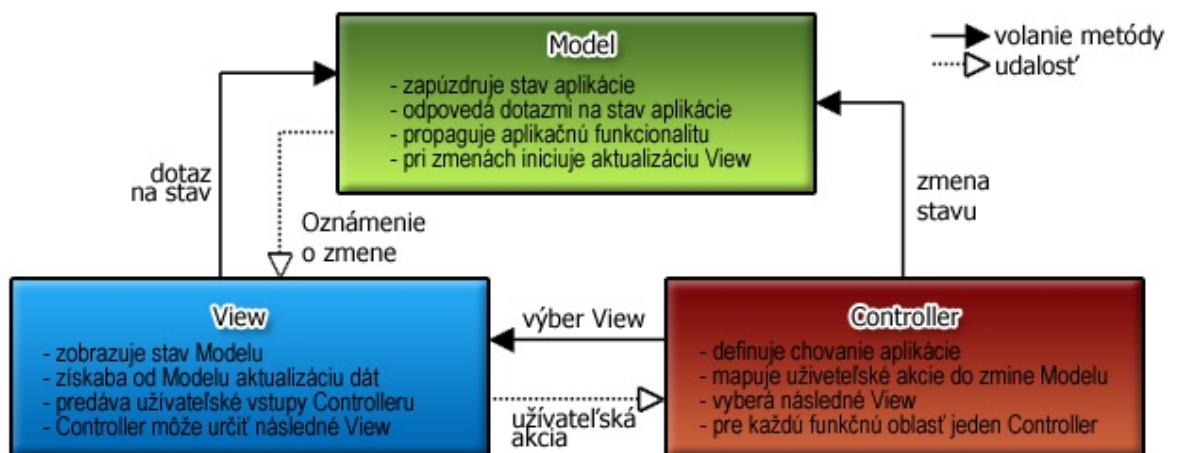 Model
- zapúzdruje stav aplikácie
- odpovedá dotazmi na stav aplikácie
- propaguje aplikačnú funkcionalitu
- pri zmenách iniciuje aktualizáciu View
volanie metódy
udalosť
dotaz
na stav
Oznámenie
o zmene
zmena
stavu
View
- zobrazuje stav Modelu
- získaba od Modelu aktualizáciu dát
- predáva užívateľské vstupy Controlleru
- Controller môže určiť následné View
výber View
užívateľská
akcia
Controller
- definuje chovanie aplikácie
- mapuje uživeteľské akcie do zmine Modelu
- vyberá následné View
- pre každú funkčnú oblasť jeden Controller